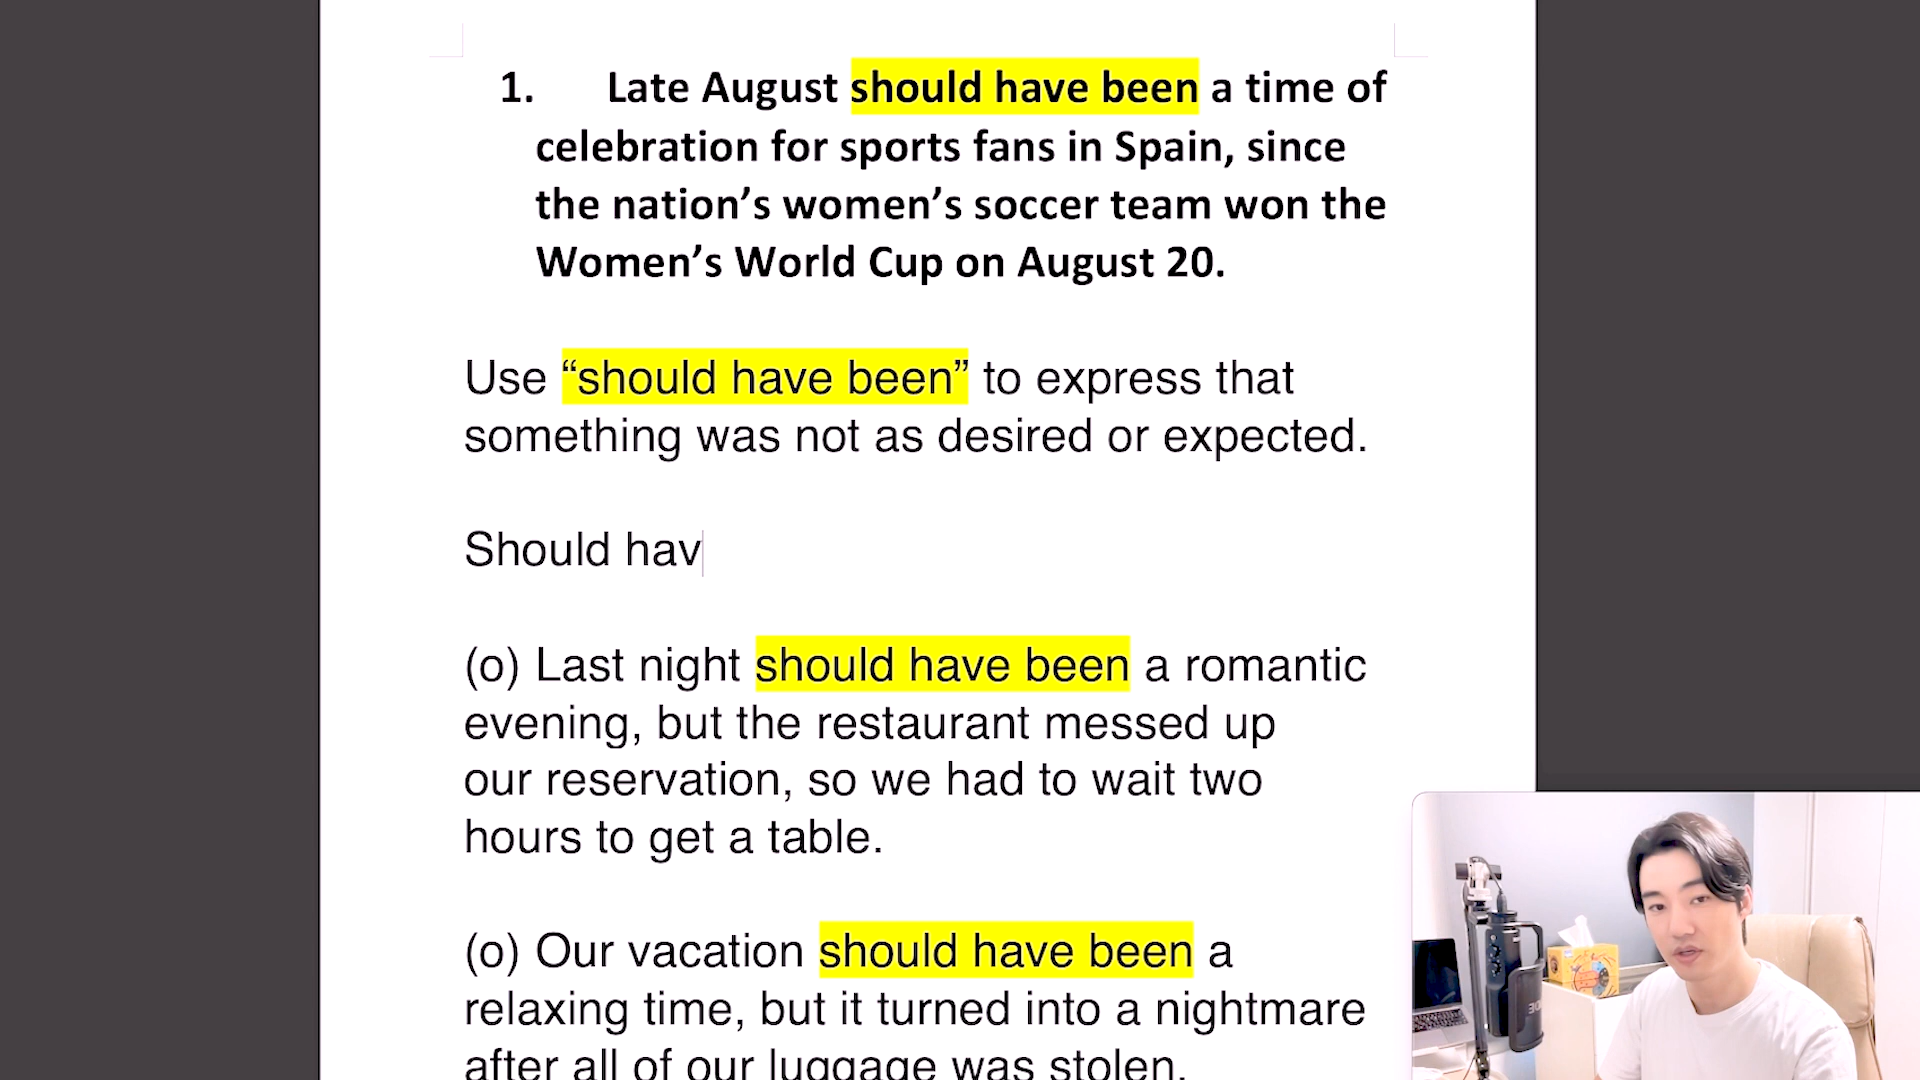 1. Late August should have been a time of
celebration for sports fans in Spain, since
the nation’s women’s soccer team won the
Women’s World Cup on August 20.
Use “should have been” to express that
something was not as desired or expected.
Should hav
(o) Last night should have been a romantic
evening, but the restaurant messed up
our reservation, so we had to wait two
hours to get a table.
(o) Our vacation should have been a
relaxing time, but it turned into a nightmare
after all of our luggage was stolen.